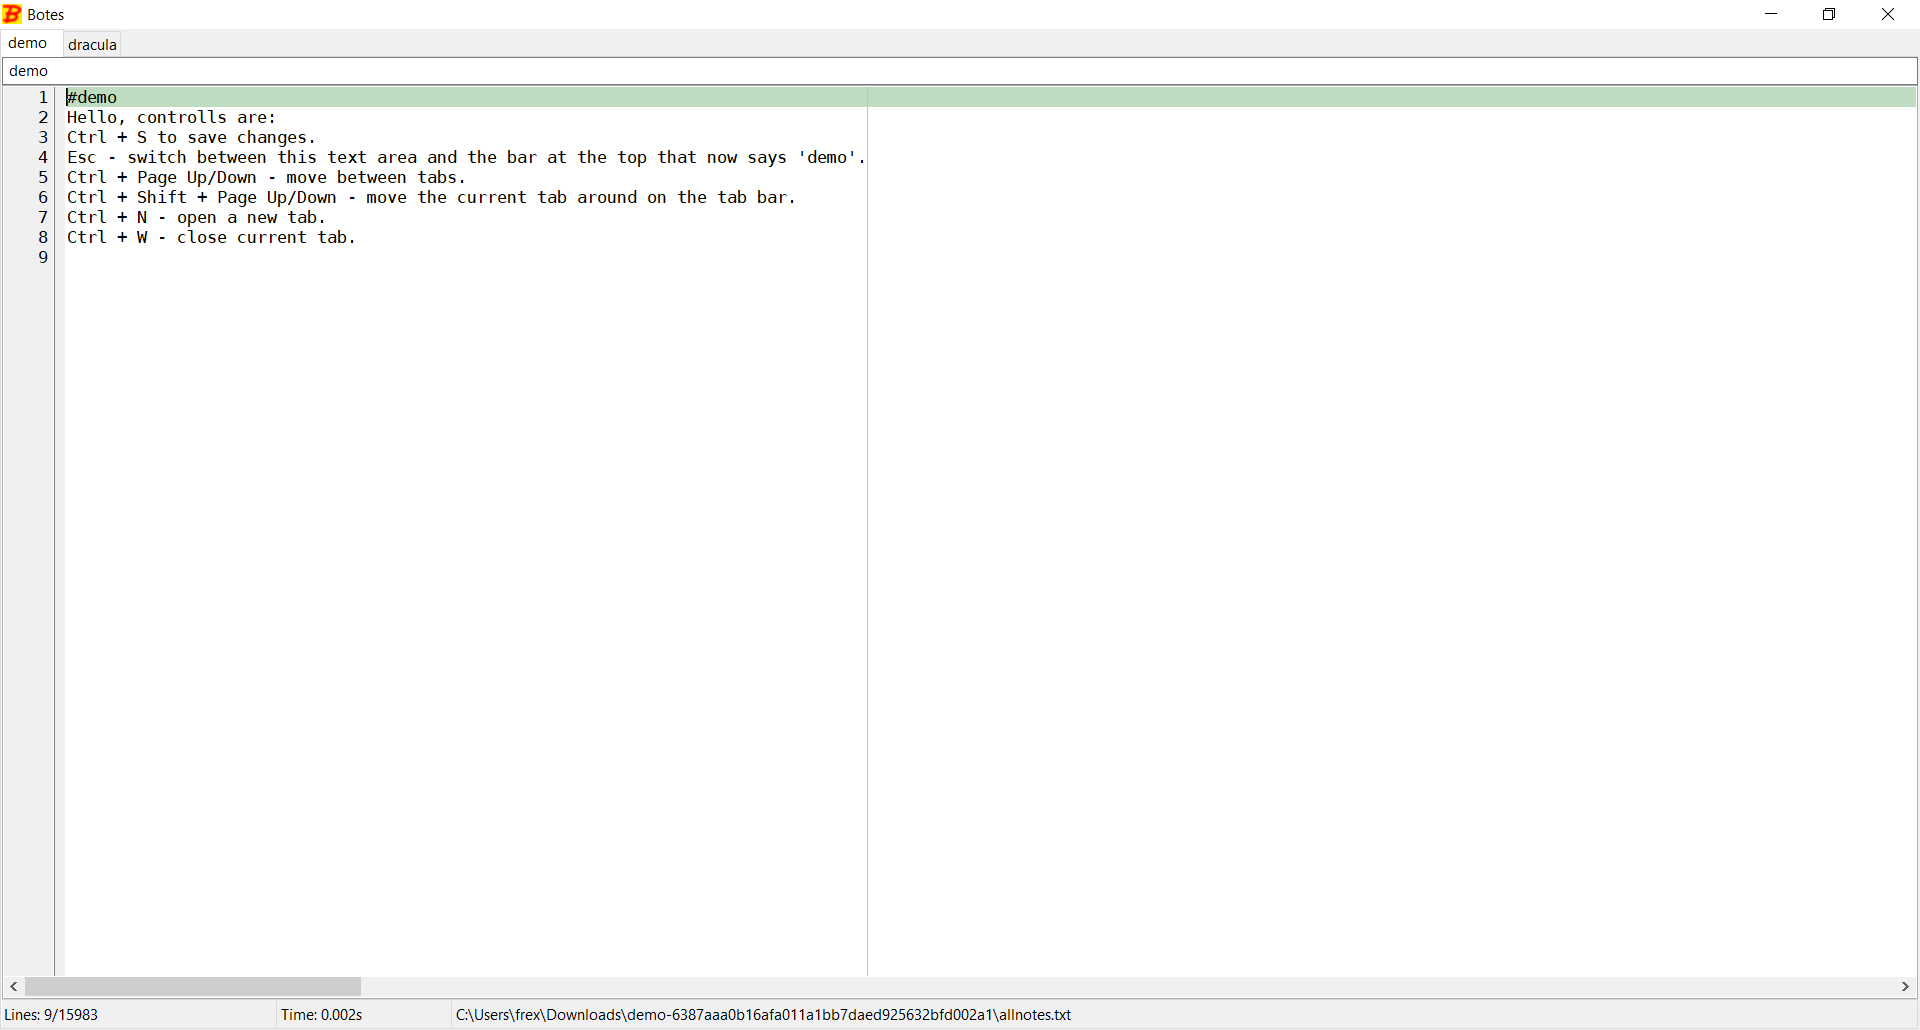 B Botes
demo dracula
demo
1 #demo
2 Hello, controlls are:
3 Ctrl + S to save changes.
4 Esc - switch between this text area and the bar at the top that now says 'demo'.
5 Ctrl + Page Up/Down - move between tabs.
6 Ctrl + Shift + Page Up/Down - move the current tab around on the tab bar.
7 Ctrl + N - open a new tab.
8 Ctrl + W - close current tab.
9
Lines: 9/15983 Time: 0.002s C:\Users\frex\Downloads\demo-6387aaa0b16afa011a1bb7daed925632bfd002a1\allnotes.txt